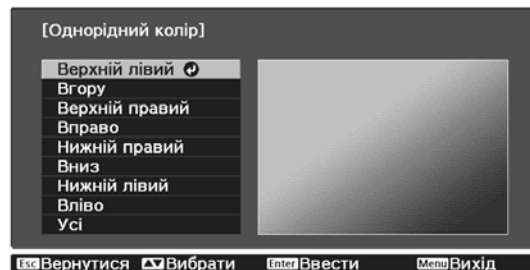 [Однорідний колір]
Верхній лівий
Вгору
Верхній правий
Вправо
Нижній правий
Вниз
Нижній лівий
Вліво
Усі
Esc Вернутися Вибрати Enter Ввести Menu Вихід